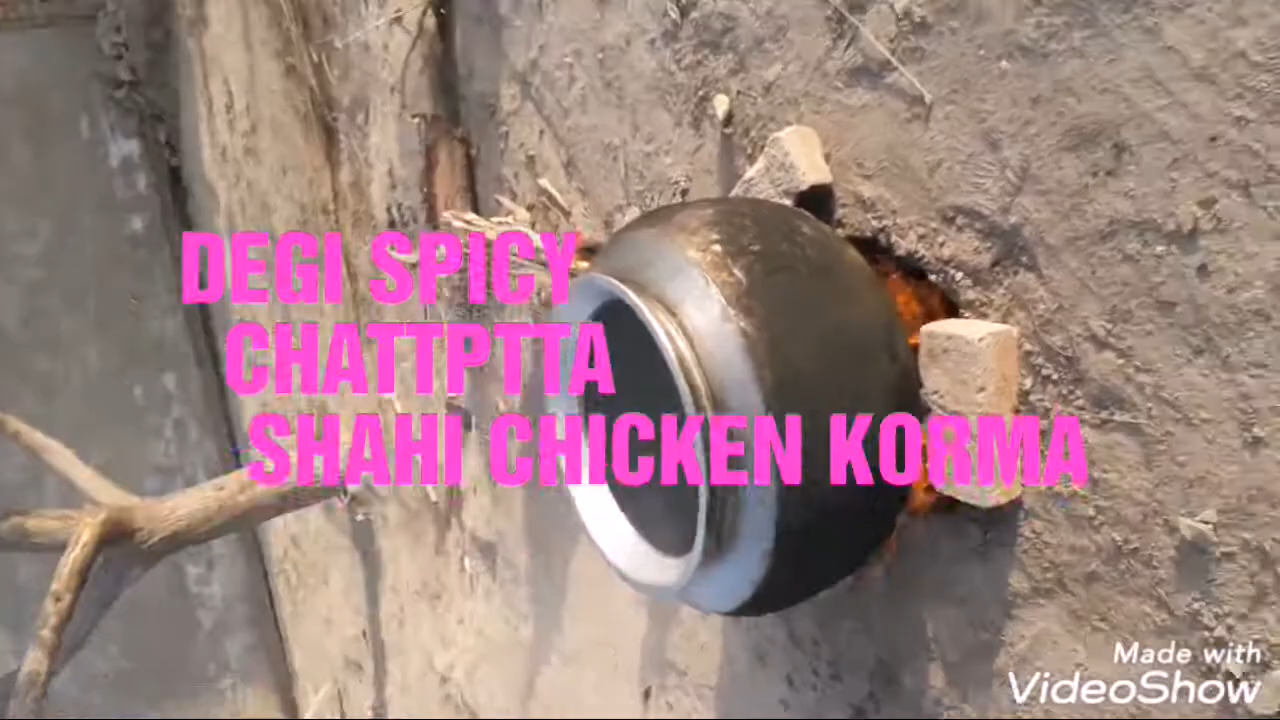 DEGI SPICY
CHATTPTTA
SHAHI CHICKEN KORMA
Made with
VideoShow